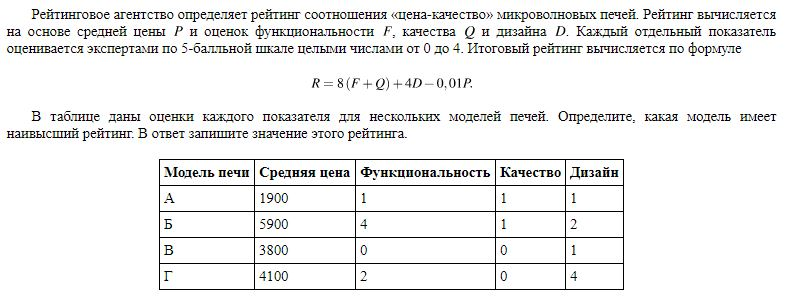 Рейтинговое агентство определяет рейтинг соотношения «цена-качество» микроволновых печей. Рейтинг вычисляется
на основе средней цены P и оценок функциональности F, качества Q и дизайна D. Каждый отдельный показатель
оценивается экспертами по 5-балльной шкале целыми числами от 0 до 4. Итоговый рейтинг вычисляется по формуле
R = 8 (F + Q) + 4D − 0,01P.
В таблице даны оценки каждого показателя для нескольких моделей печей. Определите, какая модель имеет
наивысший рейтинг. В ответ запишите значение этого рейтинга.
Модель печи Средняя цена Функциональность Качество Дизайн
А 1900 1 1 1
Б 5900 4 1 2
В 3800 0 0 1
Г 4100 2 0 4